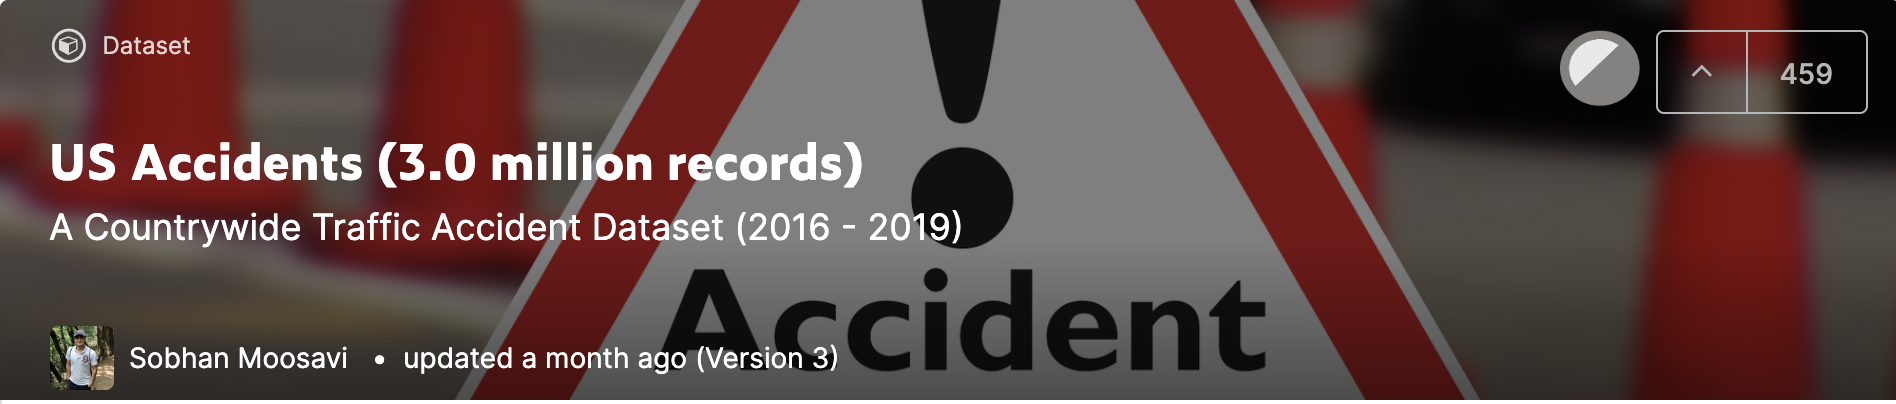 Dataset
459
US Accidents (3.0 million records)
A Countrywide Traffic Accident Dataset (2016 - 2019)
Accident
Sobhan Moosavi • updated a month ago (Version 3)